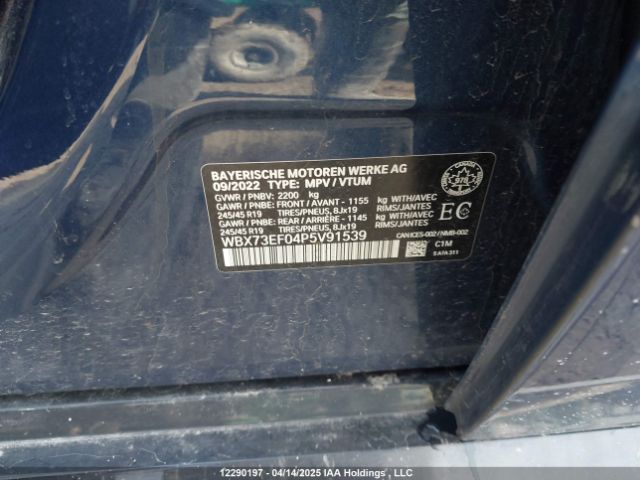 BAYERISCHE MOTOREN WERKE AG
09/2022 TYPE: MPV / VTUM
GVWR / PNBV: 2200 kg
GAWR / PNBE: FRONT / AVANT - 1155 kg WITH/AVEC
245/45 R19 TIRES/PNEUS, 8Jx19 RIMS/JANTES
GAWR / PNBE: REAR / ARRIÈRE - 1145 kg WITH/AVEC
245/45 R19 TIRES/PNEUS, 8Jx19 RIMS/JANTES
WBX73EF04P5V91539
CANADA
978
EC
CAN ICES-002 / NMB-002
C1M
5A7A311
12290197 - 04/14/2025 IAA Holdings, LLC